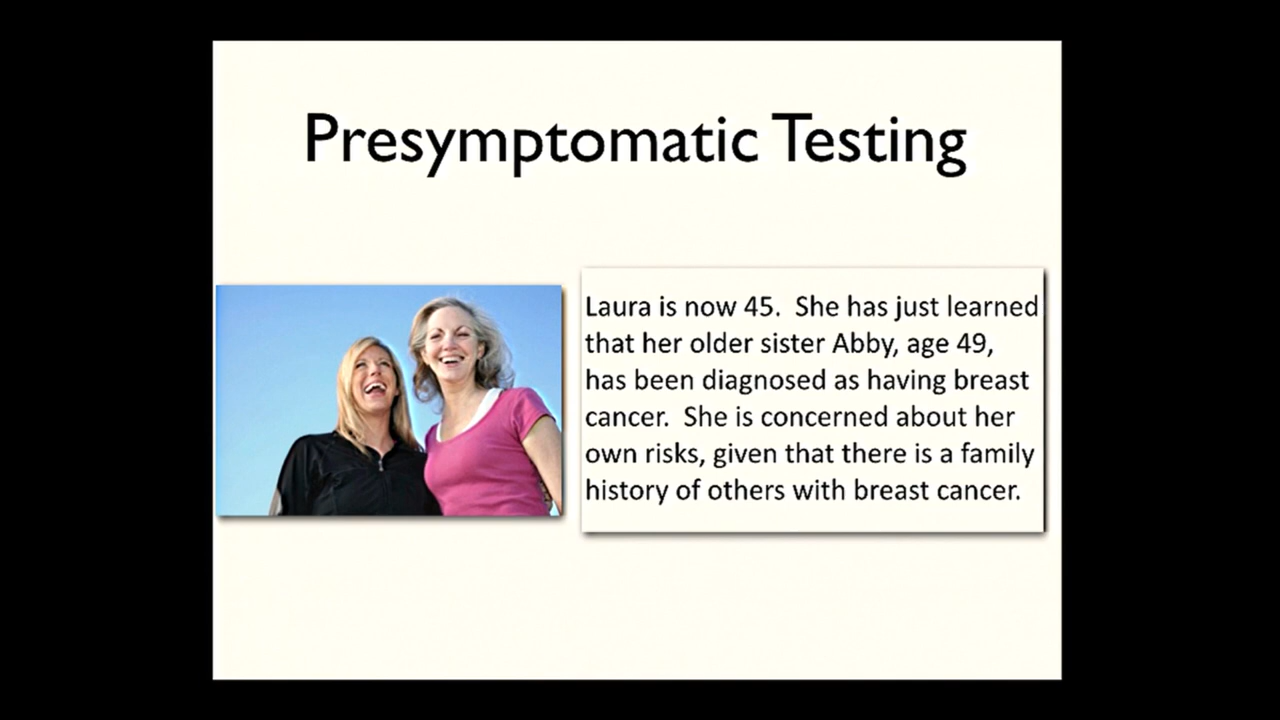 Presymptomatic Testing
Laura is now 45.  She has just learned
that her older sister Abby, age 49,
has been diagnosed as having breast
cancer.  She is concerned about her
own risks, given that there is a family
history of others with breast cancer.